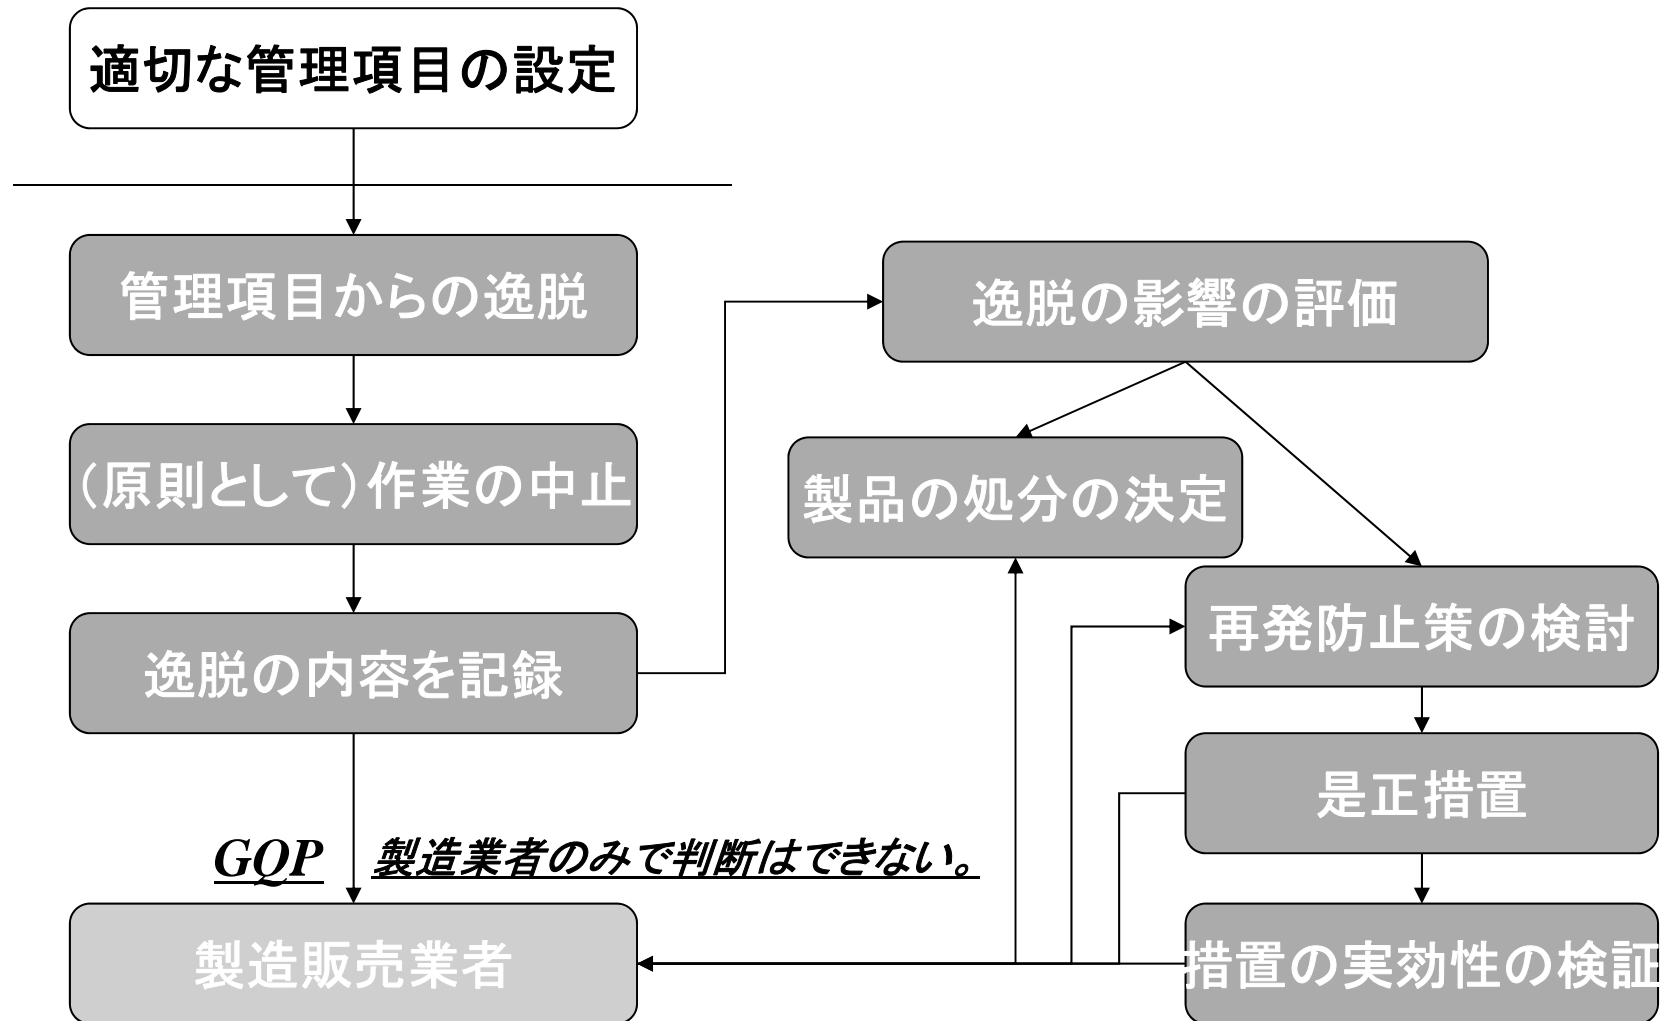 適切な管理項目の設定
管理項目からの逸脱
（原則として）作業の中止
逸脱の内容を記録
GQP 製造業者のみで判断はできない。
製造販売業者
逸脱の影響の評価
製品の処分の決定
再発防止策の検討
是正措置
措置の実効性の検証